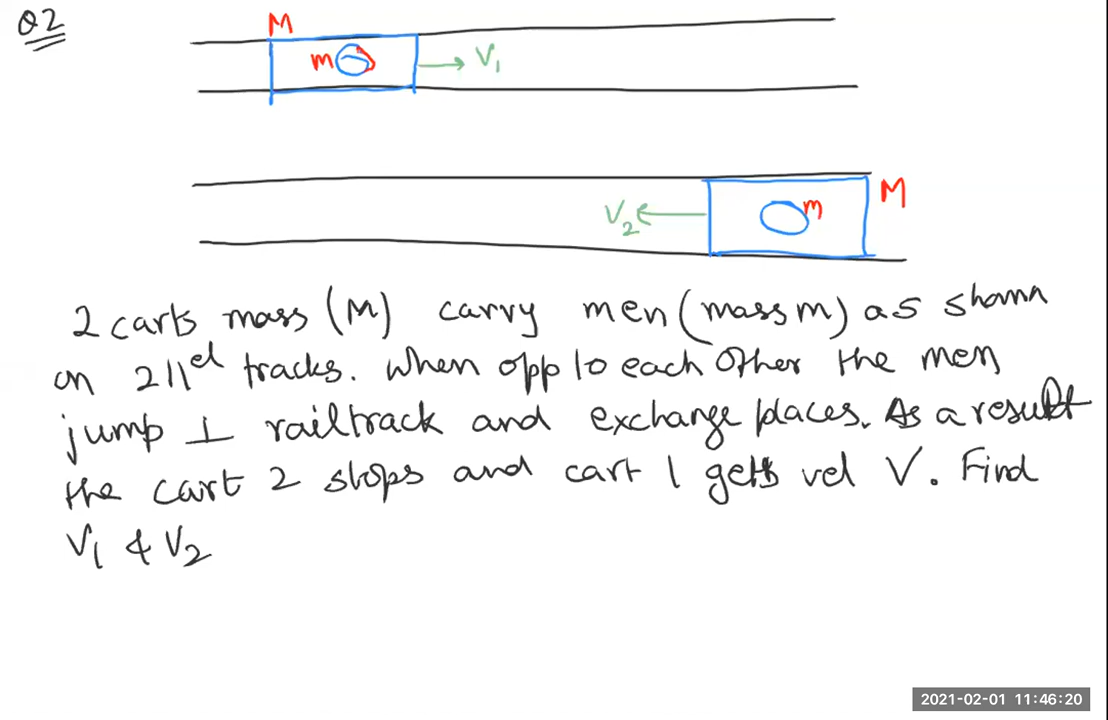 Q2
M
m
V1
V2
m
M
2 carts mass (M) carry men (mass m) as shown
on 2 11el tracks. When opp to each other the men
jump ⊥ railtrack and exchange places. As a result
the cart 2 stops and cart 1 gets vel V. Find
V1 & V2
2021-02-01 11:46:20